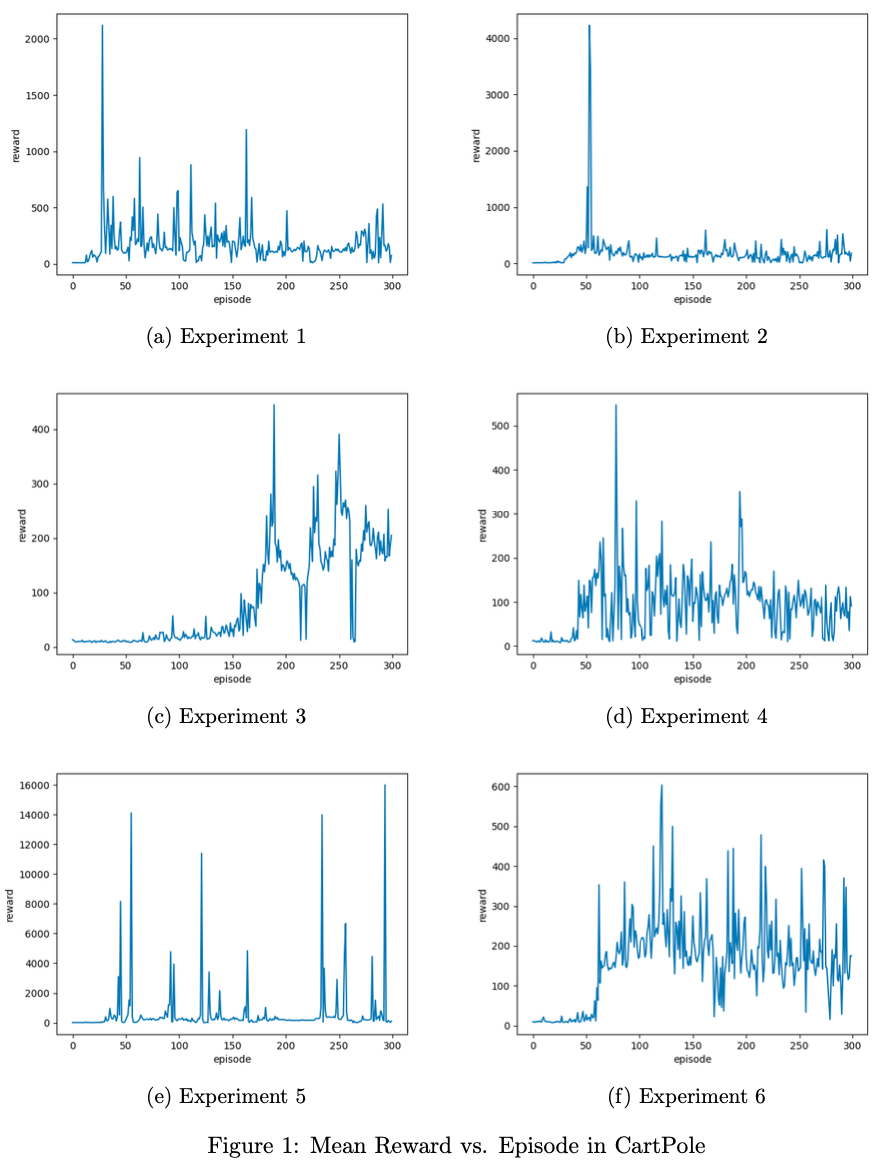 2000
1500
1000
500
0
reward
0 50 100 150 200 250 300
episode
(a) Experiment 1
4000
3000
2000
1000
0
reward
0 50 100 150 200 250 300
episode
(b) Experiment 2
400
300
200
100
0
reward
0 50 100 150 200 250 300
episode
(c) Experiment 3
500
400
300
200
100
0
reward
0 50 100 150 200 250 300
episode
(d) Experiment 4
16000
14000
12000
10000
8000
6000
4000
2000
0
reward
0 50 100 150 200 250 300
episode
(e) Experiment 5
600
500
400
300
200
100
0
reward
0 50 100 150 200 250 300
episode
(f) Experiment 6
Figure 1: Mean Reward vs. Episode in CartPole